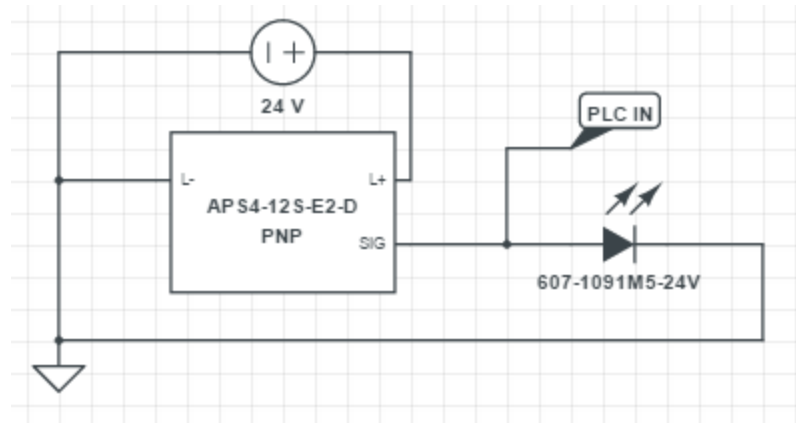 24 V
PLC IN
L-
L+
APS4-12S-E2-D
PNP
SIG
607-1091M5-24V